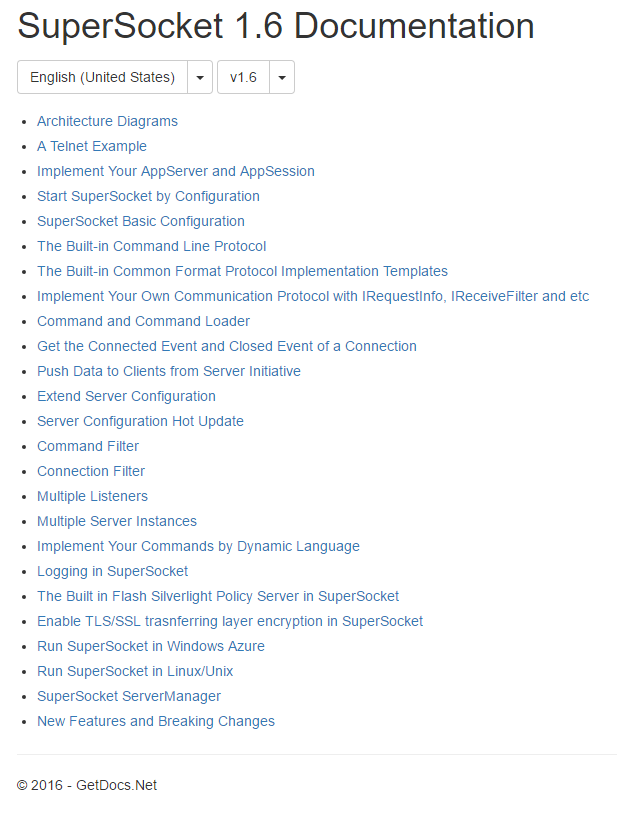 SuperSocket 1.6 Documentation
English (United States) v1.6
Architecture Diagrams
A Telnet Example
Implement Your AppServer and AppSession
Start SuperSocket by Configuration
SuperSocket Basic Configuration
The Built-in Command Line Protocol
The Built-in Common Format Protocol Implementation Templates
Implement Your Own Communication Protocol with IRequestInfo, IReceiveFilter and etc
Command and Command Loader
Get the Connected Event and Closed Event of a Connection
Push Data to Clients from Server Initiative
Extend Server Configuration
Server Configuration Hot Update
Command Filter
Connection Filter
Multiple Listeners
Multiple Server Instances
Implement Your Commands by Dynamic Language
Logging in SuperSocket
The Built in Flash Silverlight Policy Server in SuperSocket
Enable TLS/SSL trasnferring layer encryption in SuperSocket
Run SuperSocket in Windows Azure
Run SuperSocket in Linux/Unix
SuperSocket ServerManager
New Features and Breaking Changes
© 2016 - GetDocs.Net